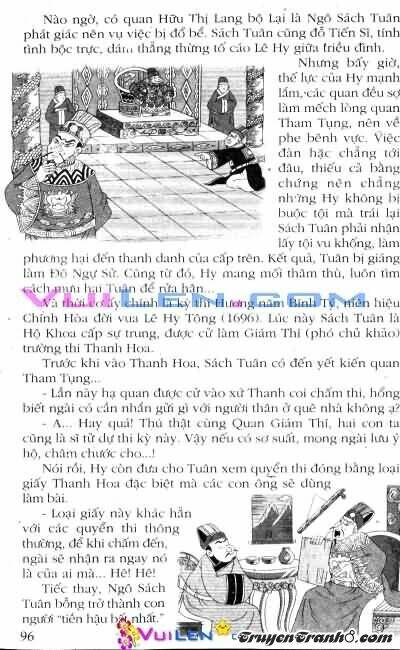 Nào ngờ, có quan Hữu Thị Lang bộ Lại là Ngô Sách Tuân
phát giác nên vụ việc bị đổ bể. Sách Tuân cũng đỗ Tiến Sĩ, tính
tình bộc trực, dám thẳng thừng tố cáo Lê Hy giữa triều đình.
Nhưng bấy giờ,
thế lực của Hy mạnh
lắm, các quan đều sợ
làm mếch lòng quan
Tham Tụng, nên về
phe bênh vực. Việc
đàn hặc chẳng tới
đâu, thiếu cả bằng
chứng nên chẳng
những Hy không bị
buộc tội mà trái lại
Sách Tuân phải nhận
lấy tội vu khống, làm
phương hại đến thanh danh của cấp trên. Kết quả, Tuân bị giáng
làm Đô Ngự Sử. Cũng từ đó, Hy mang mối thâm thù, luôn tìm
cách mưu hại Tuân để rửa hận...
VUILEN.COM
Và thời cơ ấy chính là kỳ thi Hương năm Bính Tý, niên hiệu
Chính Hòa đời vua Lê Hy Tông (1696). Lúc này Sách Tuân là
Hộ Khoa cấp sự trung, được cử làm Giám Thí (phó chủ khảo)
trường thi Thanh Hoa.
Trước khi vào Thanh Hoa, Sách Tuân có đến yết kiến quan
Tham Tụng...
- Lần này hạ quan được cử vào xứ Thanh coi chấm thi, hổng
biết ngài có cần nhắn gửi gì với người thân ở quê nhà không ạ?
- A... Hay quá! Thú thật cùng Quan Giám Thí, hai con ta
cũng là sĩ tử dự thi kỳ này. Vậy nếu có sơ suất, mong ngài lưu ý
hộ, châm chước cho...!
Nói rồi, Hy còn đưa cho Tuân xem quyển thi đóng bằng loại
giấy Thanh Hoa đặc biệt mà các con ông sẽ dùng
làm bài.
- Loại giấy này khác hẳn
với các quyển thi thông
thường, để khi chấm đến,
ngài sẽ nhận ra ngay nó
là của ai mà... Hê! Hê!
Tiếc thay, Ngô Sách
Tuân bỗng trở thành con
người "tiền hậu bất nhất."
96
VUILEN.com
TruyenTranh8.com